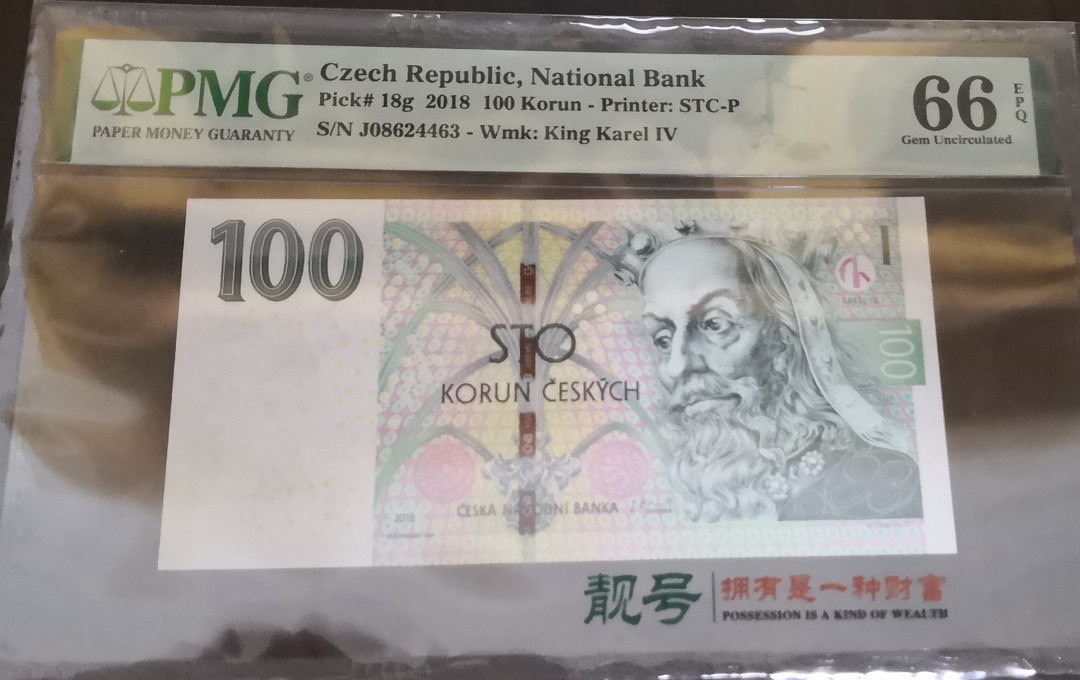 PMG®
PAPER MONEY GUARANTY
Czech Republic, National Bank
Pick# 18g 2018 100 Korun - Printer: STC-P
S/N J08624463 - Wmk: King Karel IV
66
EPQ
Gem Uncirculated
100
STO
KORUN ČESKÝCH
100
ČESKÁ NÁRODNÍ BANKA
2018
靓号
拥有是一种财富
POSSESSION IS A KIND OF WEALTH